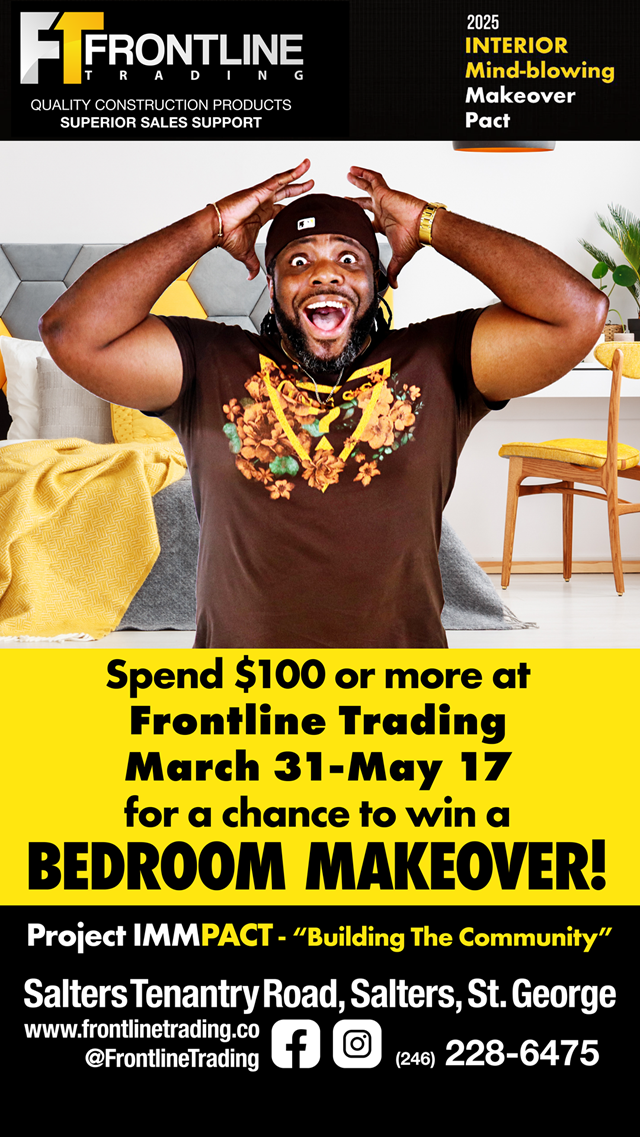 FT FRONTLINE
TRADING
QUALITY CONSTRUCTION PRODUCTS
SUPERIOR SALES SUPPORT
2025
INTERIOR
Mind-blowing
Makeover
Pact
Spend $100 or more at
Frontline Trading
March 31-May 17
for a chance to win a
BEDROOM MAKEOVER!
Project IMMPACT - “Building The Community”
Salters Tenantry Road, Salters, St. George
www.frontlinetrading.co
@FrontlineTrading
(246) 228-6475